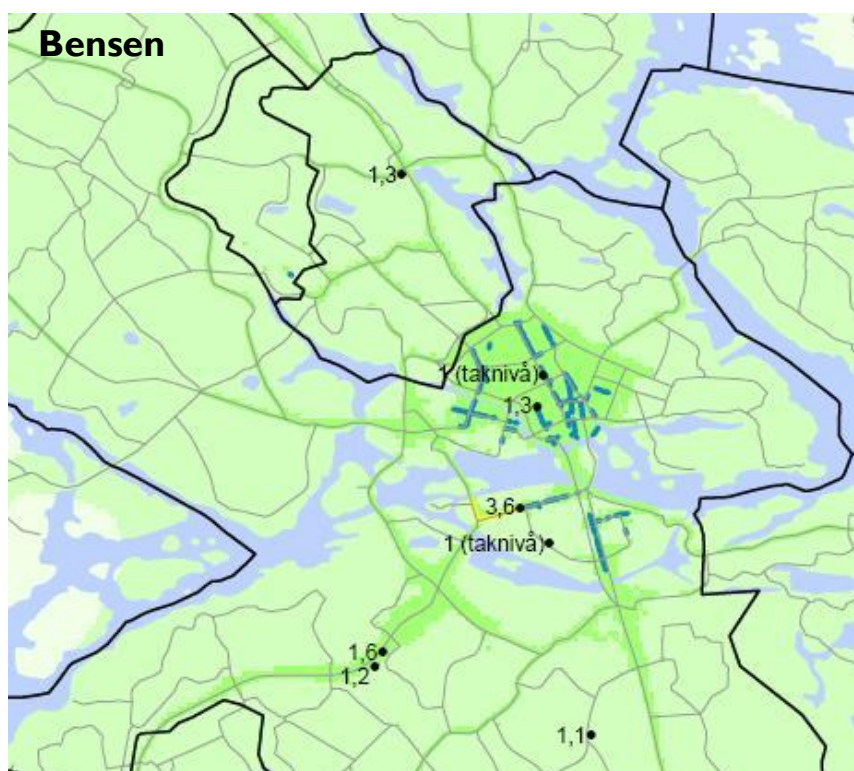 Bensen
1,3
1 (taknivå)
1,3
3,6
1 (taknivå)
1,6
1,2
1,1